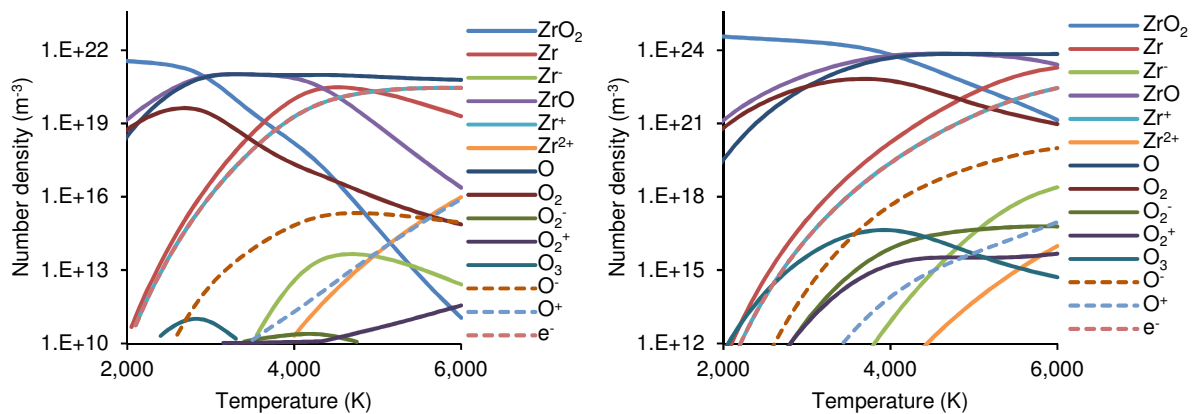 Number density (m⁻³)
1.E+22
1.E+19
1.E+16
1.E+13
1.E+10
2,000
4,000
6,000
Temperature (K)
ZrO₂
Zr
Zr⁻
ZrO
Zr⁺
Zr²⁺
O
O₂
O₂⁻
O₂⁺
O₃
O⁻
O⁺
e⁻
Number density (m⁻³)
1.E+24
1.E+21
1.E+18
1.E+15
1.E+12
2,000
4,000
6,000
Temperature (K)
ZrO₂
Zr
Zr⁻
ZrO
Zr⁺
Zr²⁺
O
O₂
O₂⁻
O₂⁺
O₃
O⁻
O⁺
e⁻